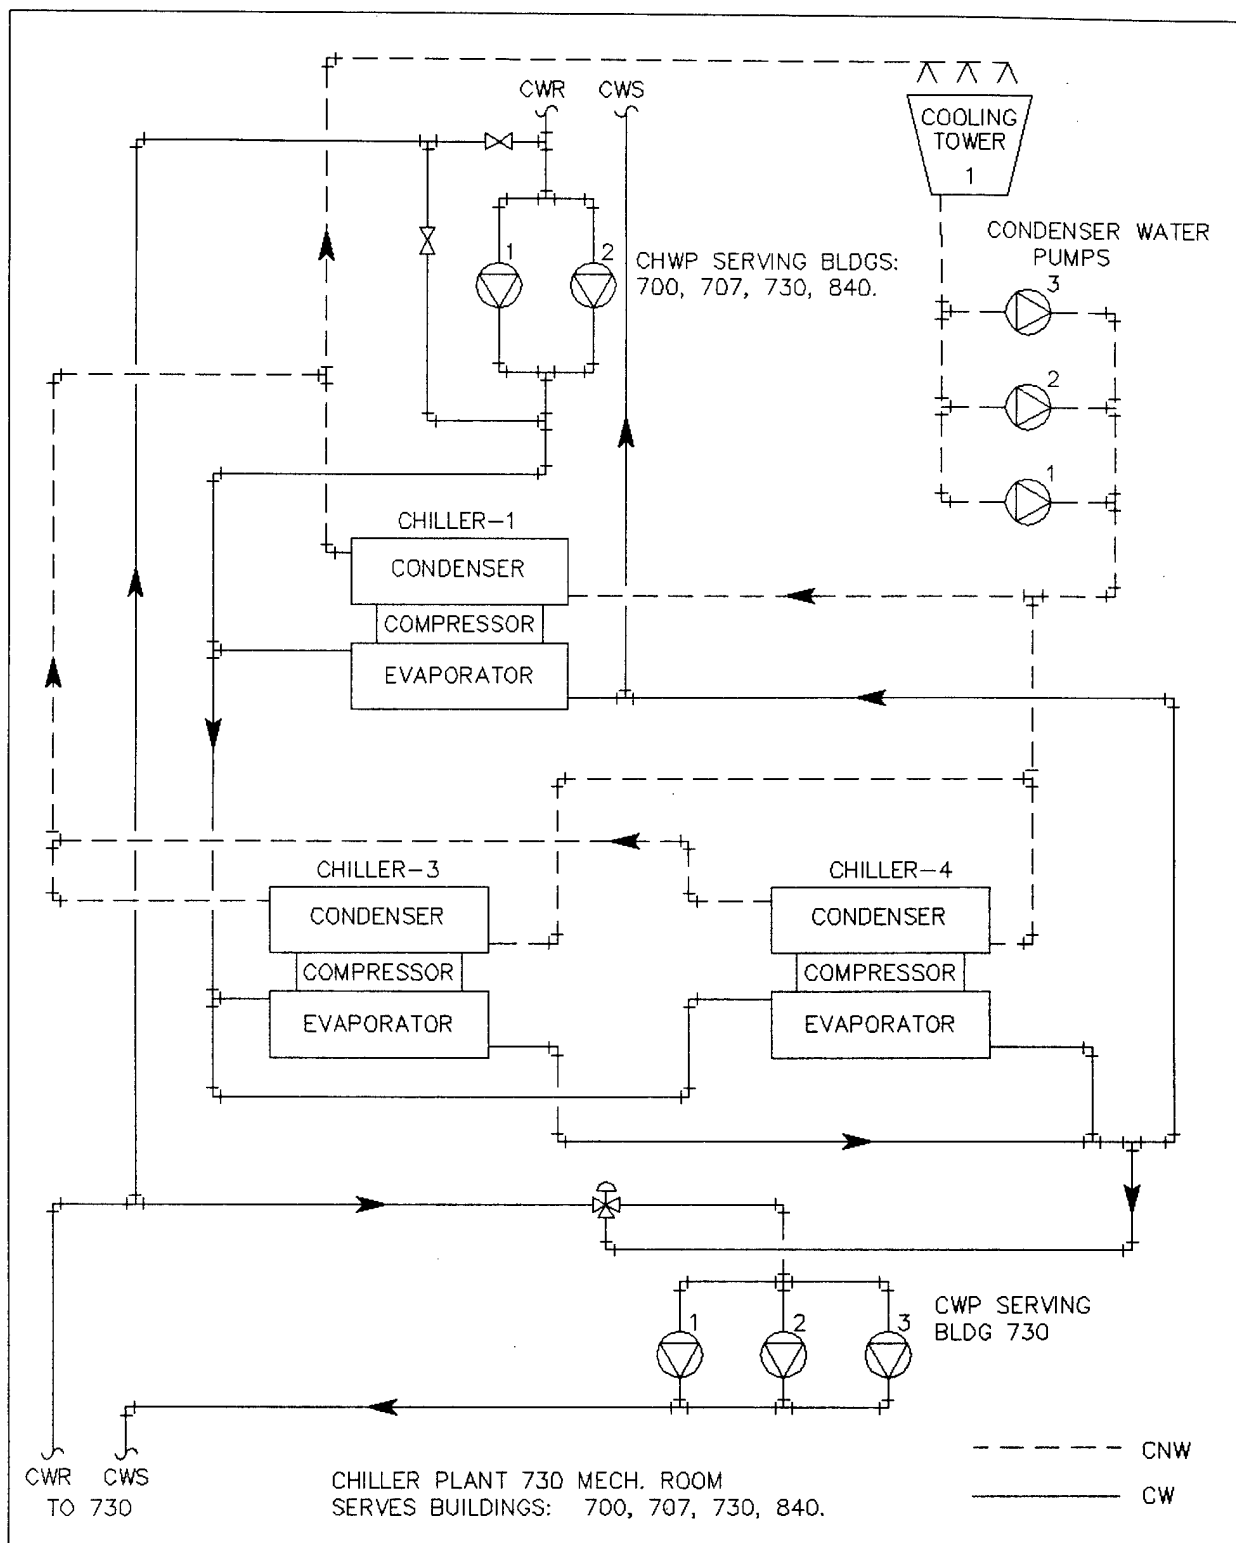 CWR
CWS
COOLING
TOWER
1
CONDENSER WATER
PUMPS
3
2
1
1
2
CHWP SERVING BLDGS:
700, 707, 730, 840.
CHILLER-1
CONDENSER
COMPRESSOR
EVAPORATOR
CHILLER-3
CONDENSER
COMPRESSOR
EVAPORATOR
CHILLER-4
CONDENSER
COMPRESSOR
EVAPORATOR
1
2
3
CWP SERVING
BLDG 730
CWR
CWS
TO 730
CHILLER PLANT 730 MECH. ROOM
SERVES BUILDINGS: 700, 707, 730, 840.
CNW
CW